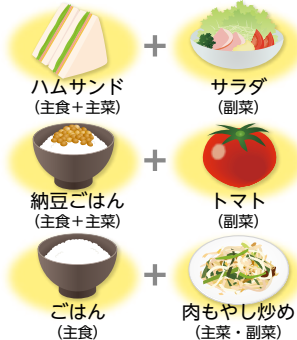 ハムサンド
(主食+主菜)
+
サラダ
(副菜)
納豆ごはん
(主食+主菜)
+
トマト
(副菜)
ごはん
(主食)
+
肉もやし炒め
(主菜・副菜)